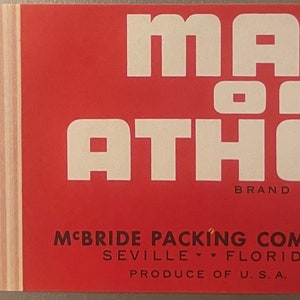 MA
O
ATH
BRAND
McBRIDE PACKING COM
SEVILLE FLORID
PRODUCE OF U.S.A.